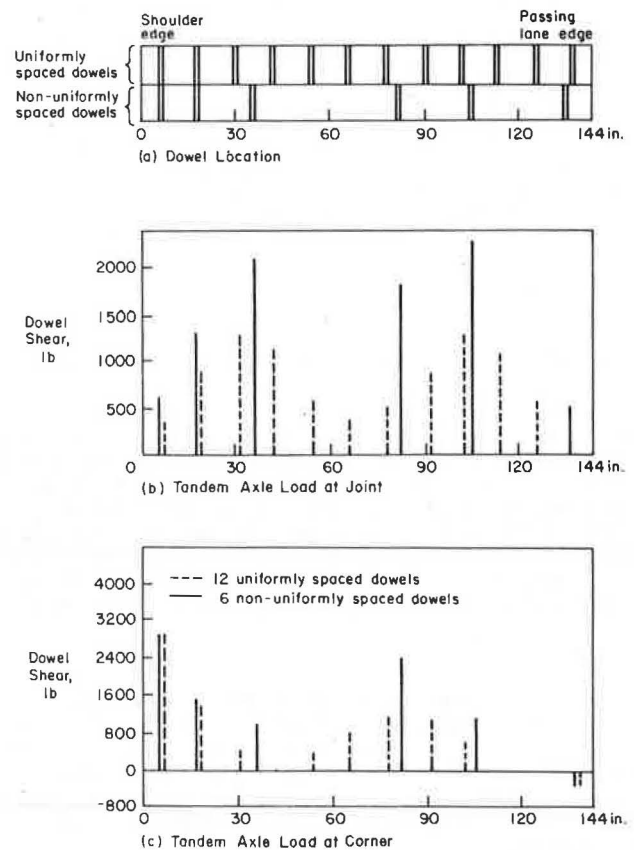 Shoulder edge
Passing lane edge
Uniformly spaced dowels
Non-uniformly spaced dowels
0 30 60 90 120 144 in.
(a) Dowel Location
Dowel Shear, lb
2000
1500
1000
500
0 30 60 90 120 144 in.
(b) Tandem Axle Load at Joint
12 uniformly spaced dowels
6 non-uniformly spaced dowels
Dowel Shear, lb
4000
3200
2400
1600
800
0
-800
0 30 60 90 120 144 in.
(c) Tandem Axle Load at Corner